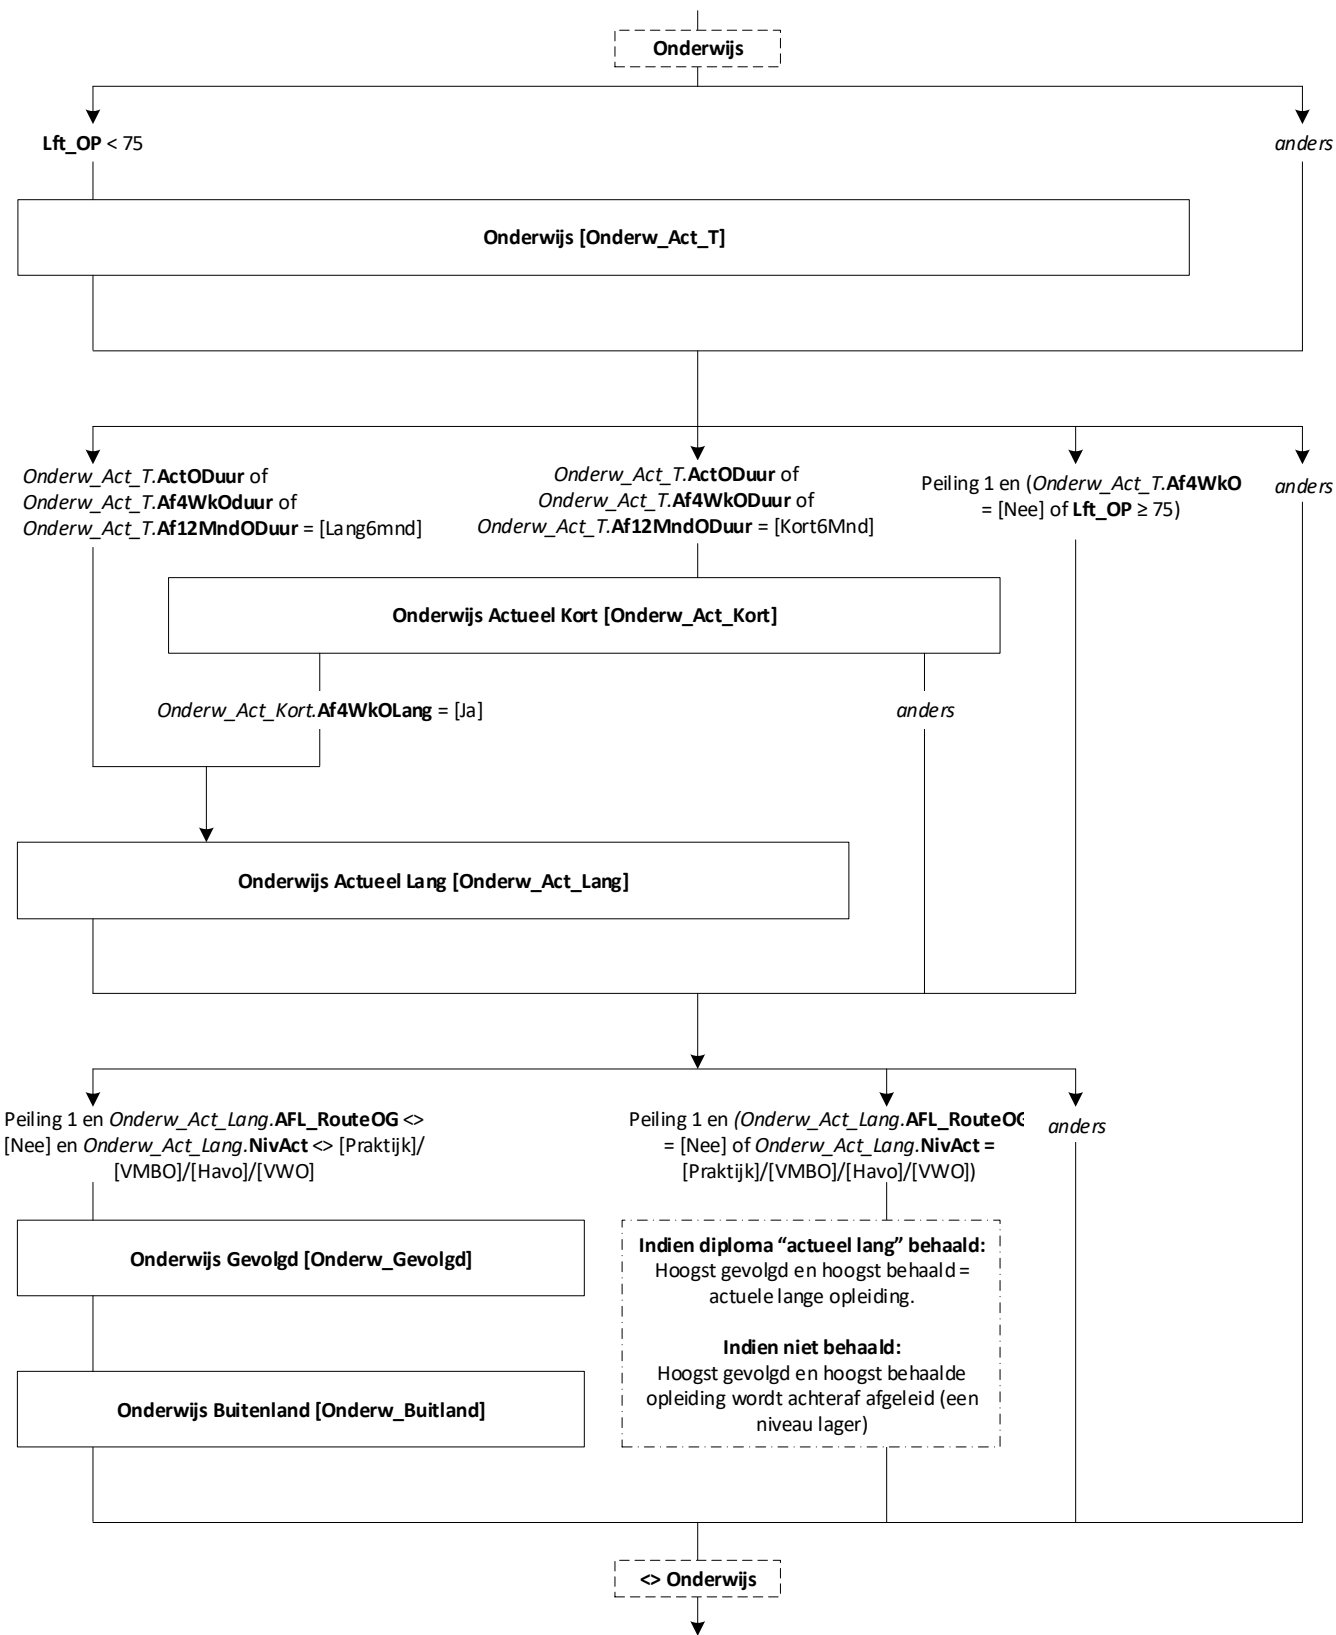 Onderwijs
Lft_OP < 75
anders
Onderwijs [Onderw_Act_T]
Onderw_Act_T.ActODuur of
Onderw_Act_T.Af4WkOduur of
Onderw_Act_T.Af12MndODuur = [Lang6mnd]
Onderw_Act_T.ActODuur of
Onderw_Act_T.Af4WkODuur of
Onderw_Act_T.Af12MndODuur = [Kort6Mnd]
Peiling 1 en (Onderw_Act_T.Af4WkO
= [Nee] of Lft_OP ≥ 75)
anders
Onderwijs Actueel Kort [Onderw_Act_Kort]
Onderw_Act_Kort.Af4WkOLang = [Ja]
anders
Onderwijs Actueel Lang [Onderw_Act_Lang]
Peiling 1 en Onderw_Act_Lang.AFL_RouteOG <>
[Nee] en Onderw_Act_Lang.NivAct <> [Praktijk]/
[VMBO]/[Havo]/[VWO]
Peiling 1 en (Onderw_Act_Lang.AFL_RouteOG
= [Nee] of Onderw_Act_Lang.NivAct =
[Praktijk]/[VMBO]/[Havo]/[VWO])
anders
Onderwijs Gevolgd [Onderw_Gevolgd]
Indien diploma “actueel lang” behaald:
Hoogst gevolgd en hoogst behaald =
actuele lange opleiding.
Indien niet behaald:
Hoogst gevolgd en hoogst behaalde
opleiding wordt achteraf afgeleid (een
niveau lager)
Onderwijs Buitenland [Onderw_Buitland]
<> Onderwijs